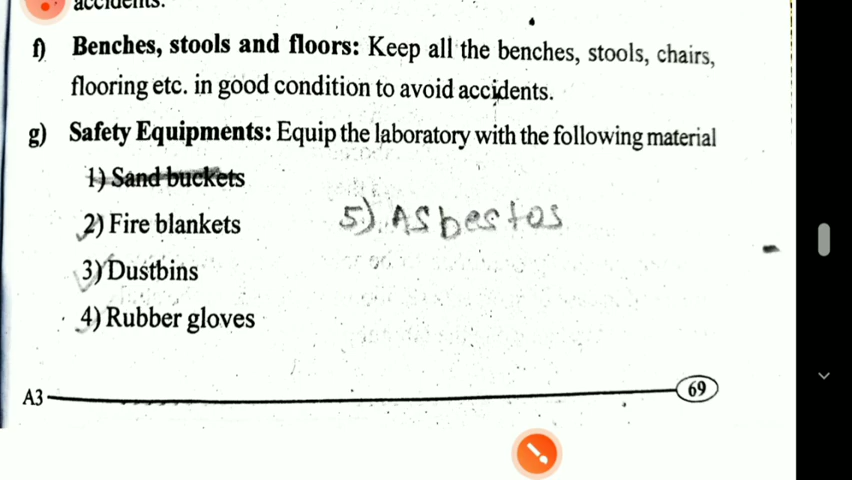 accidents.
f) Benches, stools and floors: Keep all the benches, stools, chairs,
flooring etc. in good condition to avoid accidents.
g) Safety Equipments: Equip the laboratory with the following material
1) Sand buckets
2) Fire blankets
5) Asbestos
3) Dustbins
4) Rubber gloves
A3
69